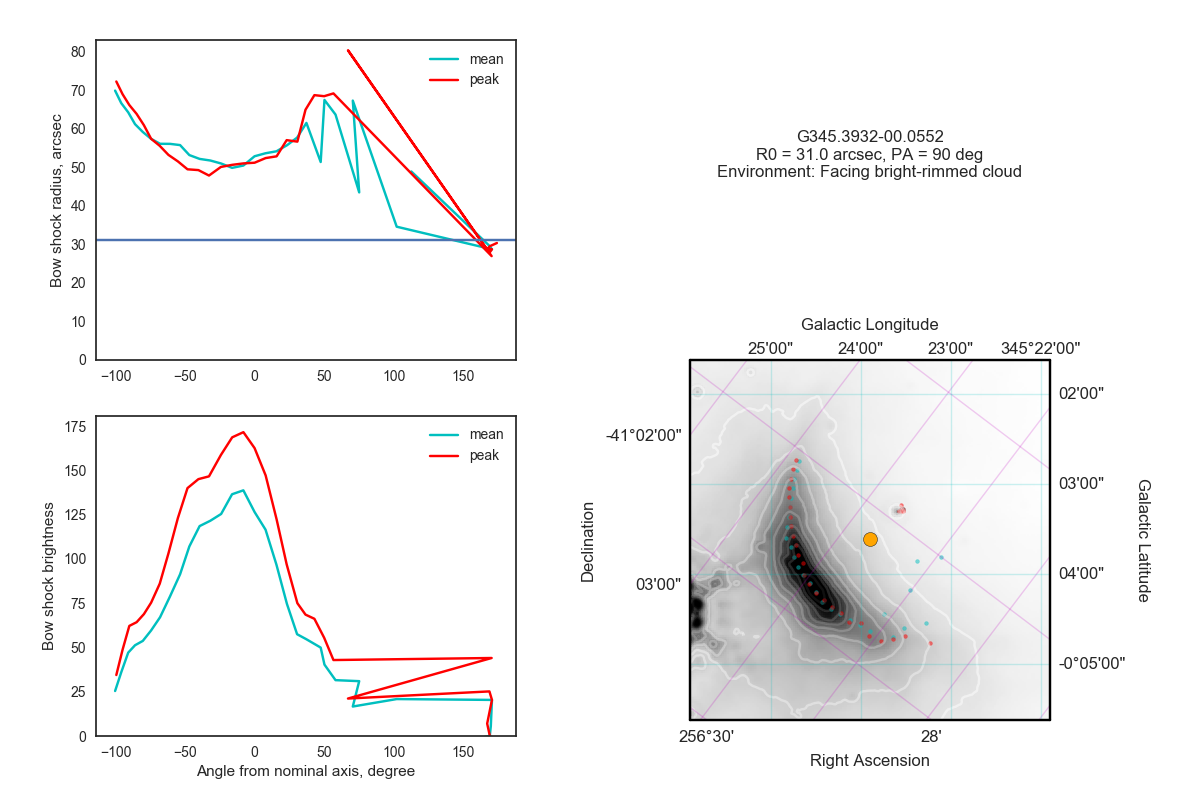 80
70
60
50
40
30
20
10
0
Bow shock radius, arcsec
mean
peak
−100
−50
0
50
100
150
G345.3932-00.0552
R0 = 31.0 arcsec, PA = 90 deg
Environment: Facing bright-rimmed cloud
175
150
125
100
75
50
25
0
Bow shock brightness
mean
peak
−100
−50
0
50
100
150
Angle from nominal axis, degree
Galactic Longitude
25'00" 24'00" 23'00" 345°22'00"
02'00"
03'00"
04'00"
-0°05'00"
Galactic Latitude
-41°02'00"
03'00"
Declination
256°30' 28'
Right Ascension